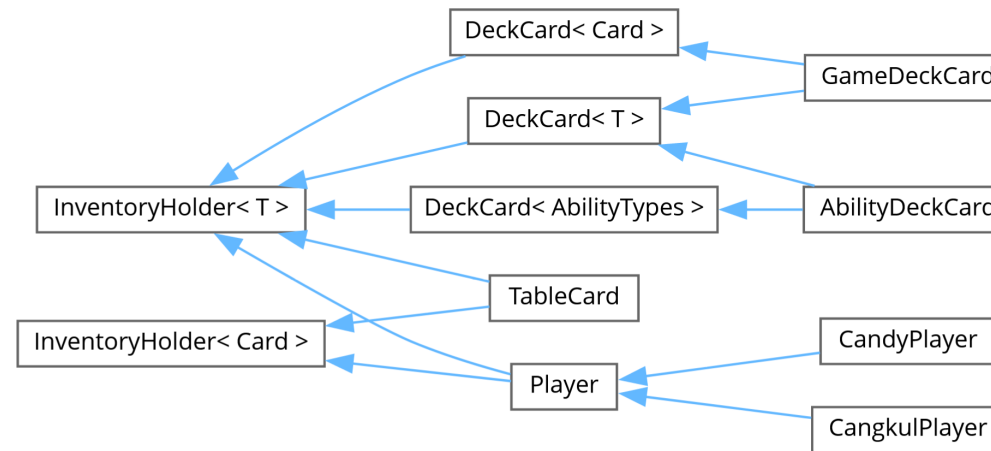 DeckCard< Card >
GameDeckCard
DeckCard< T >
InventoryHolder< T >
DeckCard< AbilityTypes >
AbilityDeckCard
TableCard
InventoryHolder< Card >
CandyPlayer
Player
CangkulPlayer